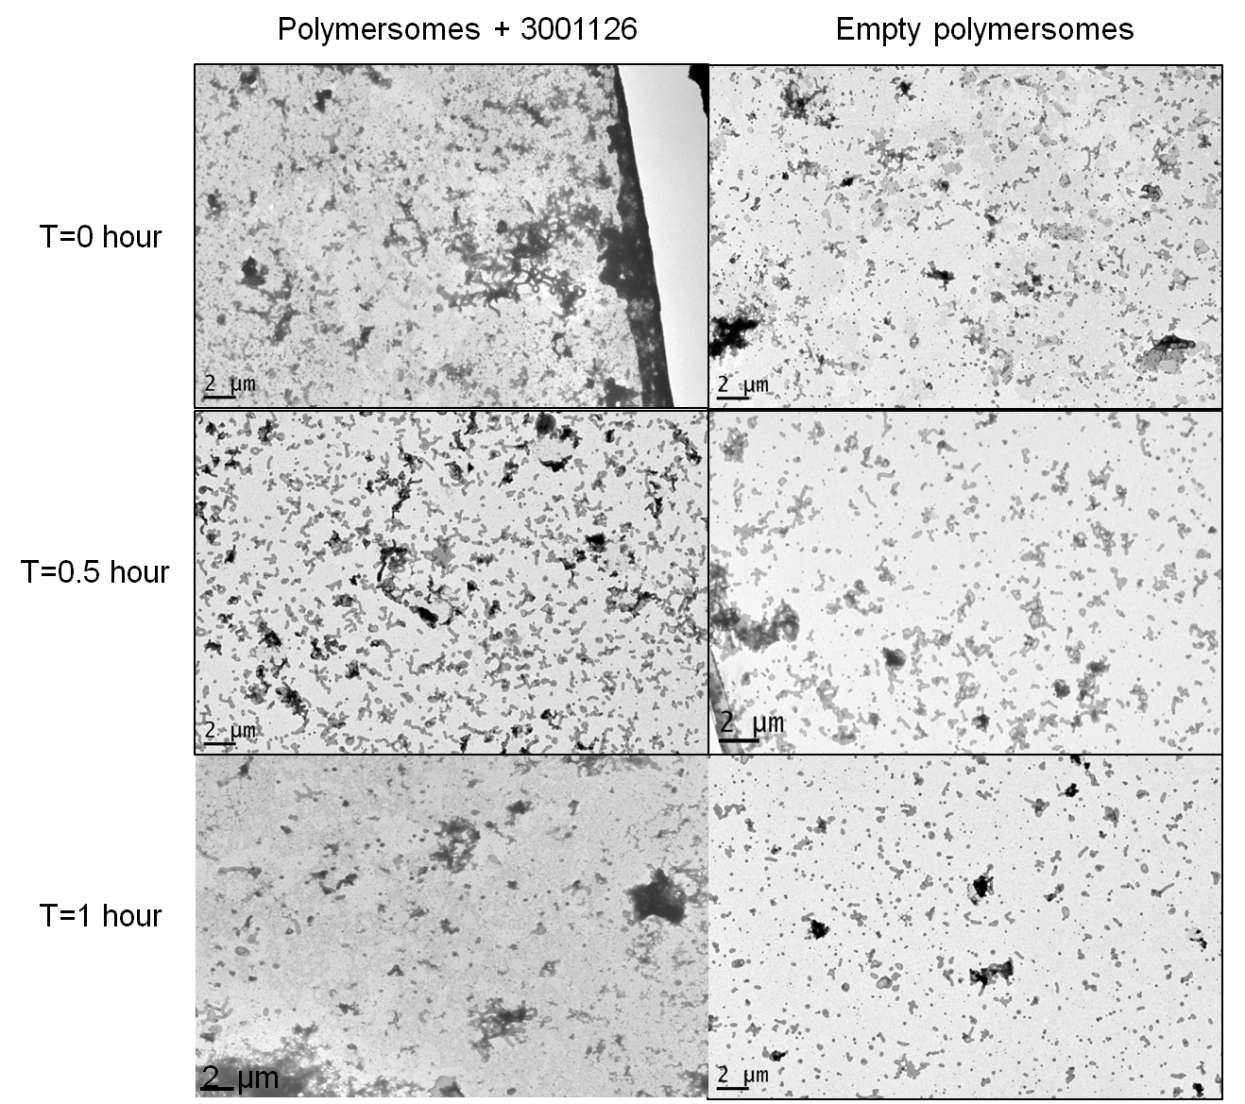 Polymersomes + 3001126
Empty polymersomes
T=0 hour
2 μm
2 μm
T=0.5 hour
2 μm
2 μm
T=1 hour
2 μm
2 μm